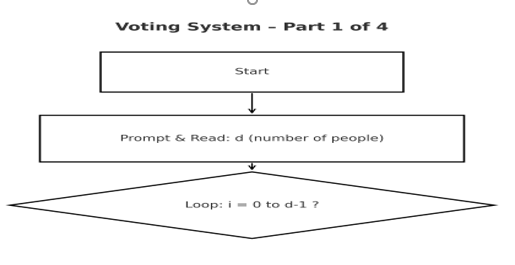 Voting System – Part 1 of 4
Start
Prompt & Read: d (number of people)
Loop: i = 0 to d-1 ?